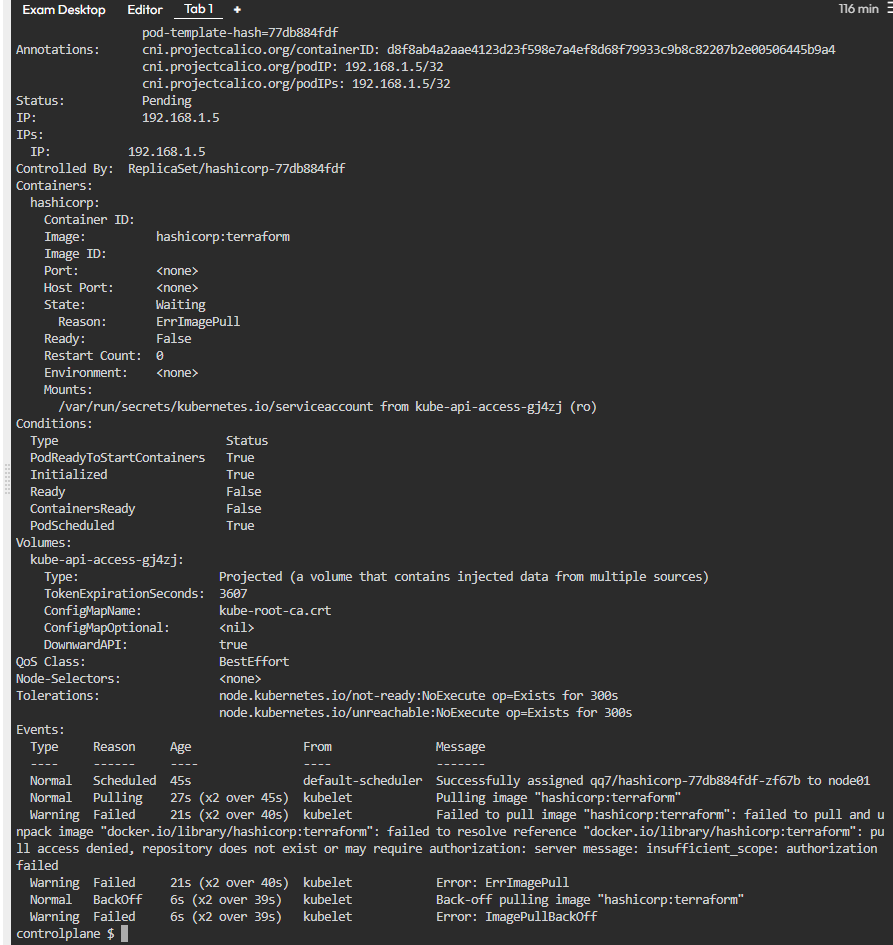 Exam Desktop Editor Tab 1 + 116 min
pod-template-hash=77db884fdf
Annotations: cni.projectcalico.org/containerID: d8f8ab4a2aae4123d23f598e7a4ef8d68f79933c9b8c82207b2e00506445b9a4
cni.projectcalico.org/podIP: 192.168.1.5/32
cni.projectcalico.org/podIPs: 192.168.1.5/32
Status: Pending
IP: 192.168.1.5
IPs:
IP: 192.168.1.5
Controlled By: ReplicaSet/hashicorp-77db884fdf
Containers:
hashicorp:
Container ID:
Image: hashicorp:terraform
Image ID:
Port: <none>
Host Port: <none>
State: Waiting
Reason: ErrImagePull
Ready: False
Restart Count: 0
Environment: <none>
Mounts:
/var/run/secrets/kubernetes.io/serviceaccount from kube-api-access-gj4zj (ro)
Conditions:
Type Status
PodReadyToStartContainers True
Initialized True
Ready False
ContainersReady False
PodScheduled True
Volumes:
kube-api-access-gj4zj:
Type: Projected (a volume that contains injected data from multiple sources)
TokenExpirationSeconds: 3607
ConfigMapName: kube-root-ca.crt
ConfigMapOptional: <nil>
DownwardAPI: true
QoS Class: BestEffort
Node-Selectors: <none>
Tolerations: node.kubernetes.io/not-ready:NoExecute op=Exists for 300s
node.kubernetes.io/unreachable:NoExecute op=Exists for 300s
Events:
Type Reason Age From Message
---- ------ ---- ---- -------
Normal Scheduled 45s default-scheduler Successfully assigned qq7/hashicorp-77db884fdf-zf67b to node01
Normal Pulling 27s (x2 over 45s) kubelet Pulling image "hashicorp:terraform"
Warning Failed 21s (x2 over 40s) kubelet Failed to pull image "hashicorp:terraform": failed to pull and u
npack image "docker.io/library/hashicorp:terraform": failed to resolve reference "docker.io/library/hashicorp:terraform": pu
ll access denied, repository does not exist or may require authorization: server message: insufficient_scope: authorization
failed
Warning Failed 21s (x2 over 40s) kubelet Error: ErrImagePull
Normal BackOff 6s (x2 over 39s) kubelet Back-off pulling image "hashicorp:terraform"
Warning Failed 6s (x2 over 39s) kubelet Error: ImagePullBackOff
controlplane $